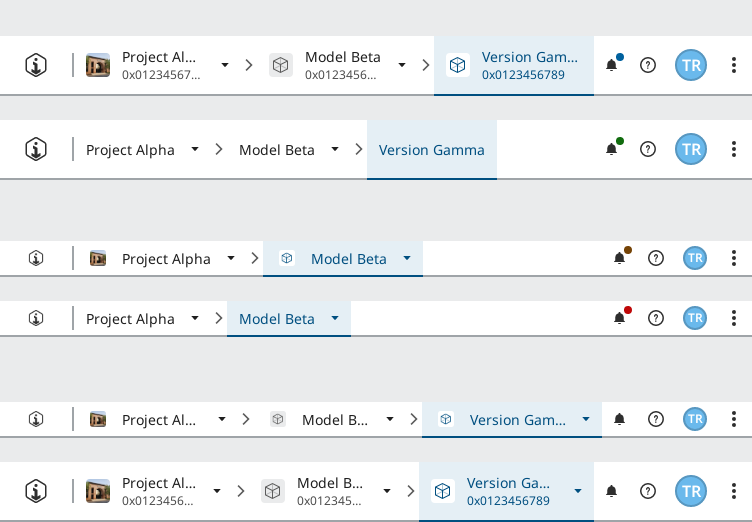 Project Al... Model Beta Version Gam...
0x01234567... 0x0123456... 0x0123456789 TR
Project Alpha Model Beta Version Gamma TR
Project Alpha Model Beta TR
Project Alpha Model Beta TR
Project Al... Model B... Version Gam... TR
Project Al... Model B... Version Ga...
0x0123456... 0x012345... 0x0123456789 TR